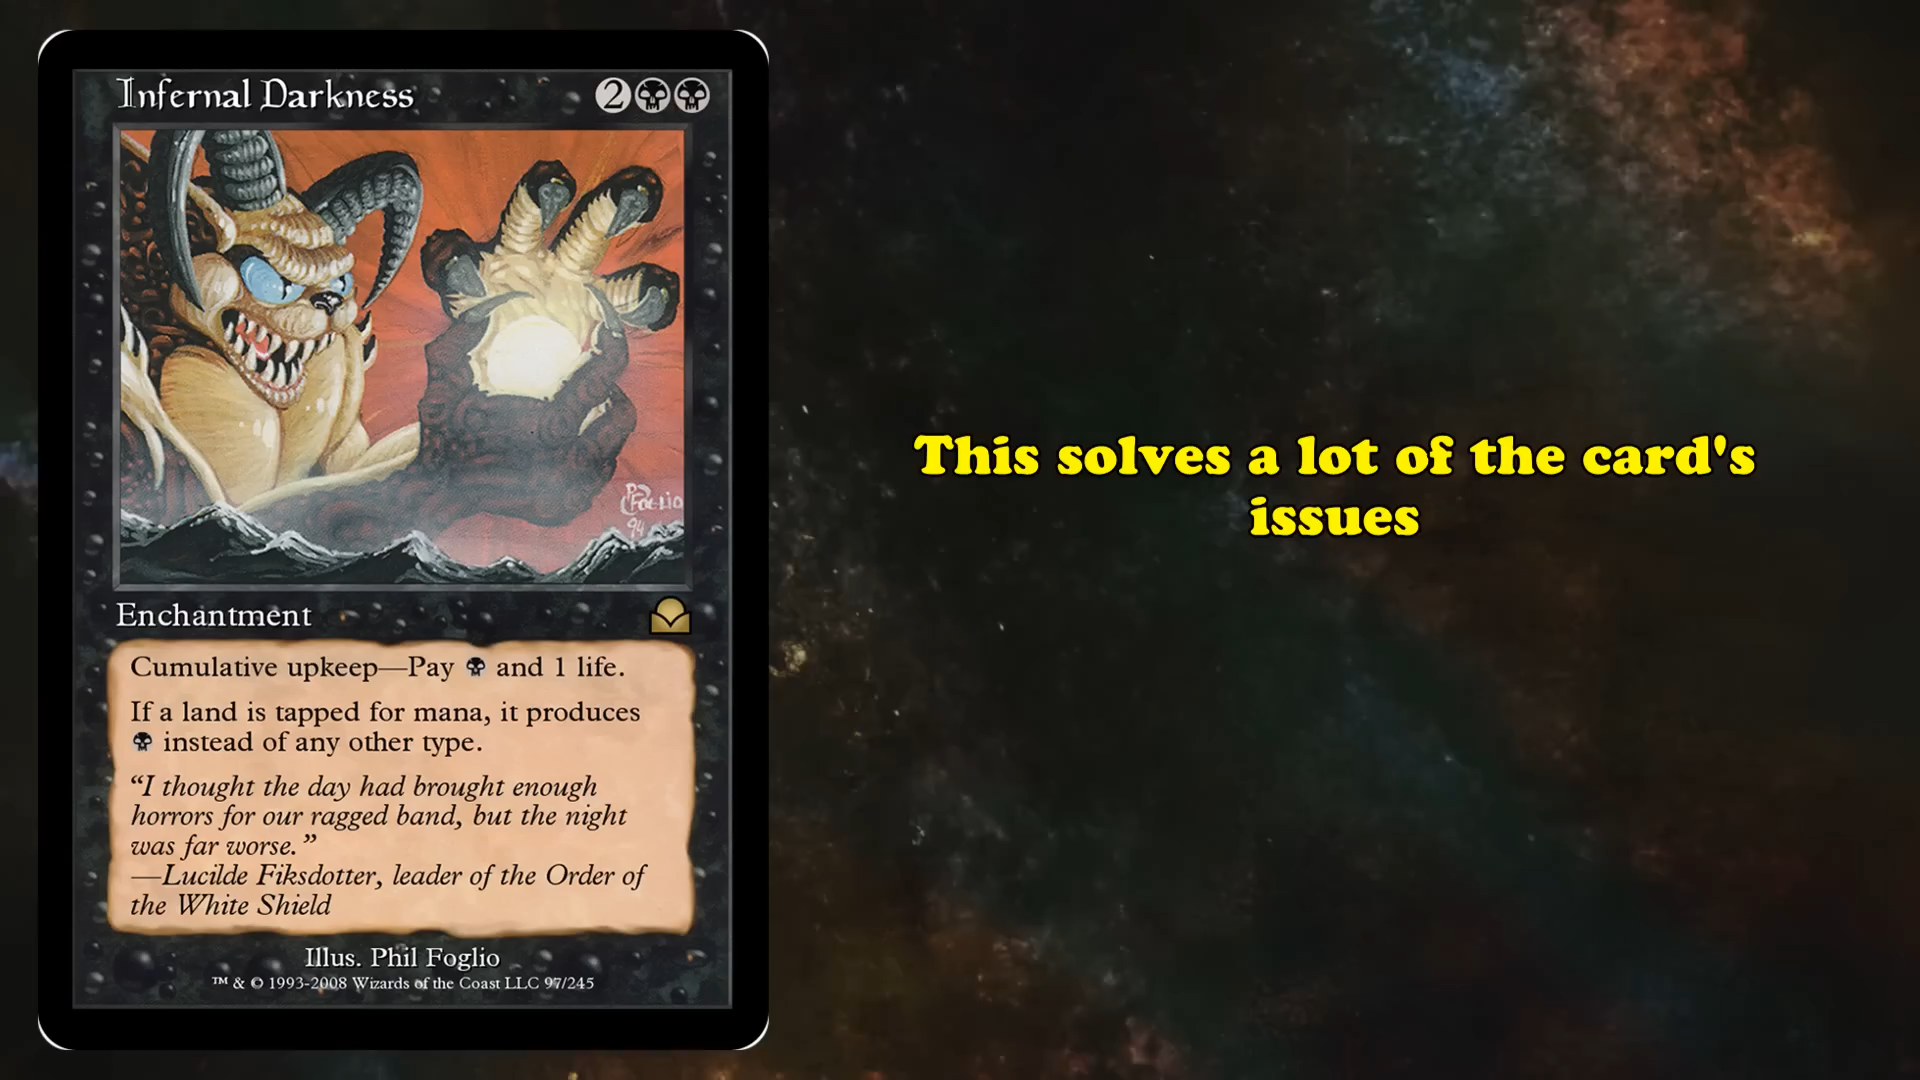 Infernal Darkness 2
P&C FOGLIO
94
Enchantment
Cumulative upkeep—Pay and 1 life.
If a land is tapped for mana, it produces
instead of any other type.
“I thought the day had brought enough
horrors for our ragged band, but the night
was far worse.”
—Lucilde Fiksdotter, leader of the Order of
the White Shield
Illus. Phil Foglio
™ & © 1993-2008 Wizards of the Coast LLC 97/245
This solves a lot of the card's
issues